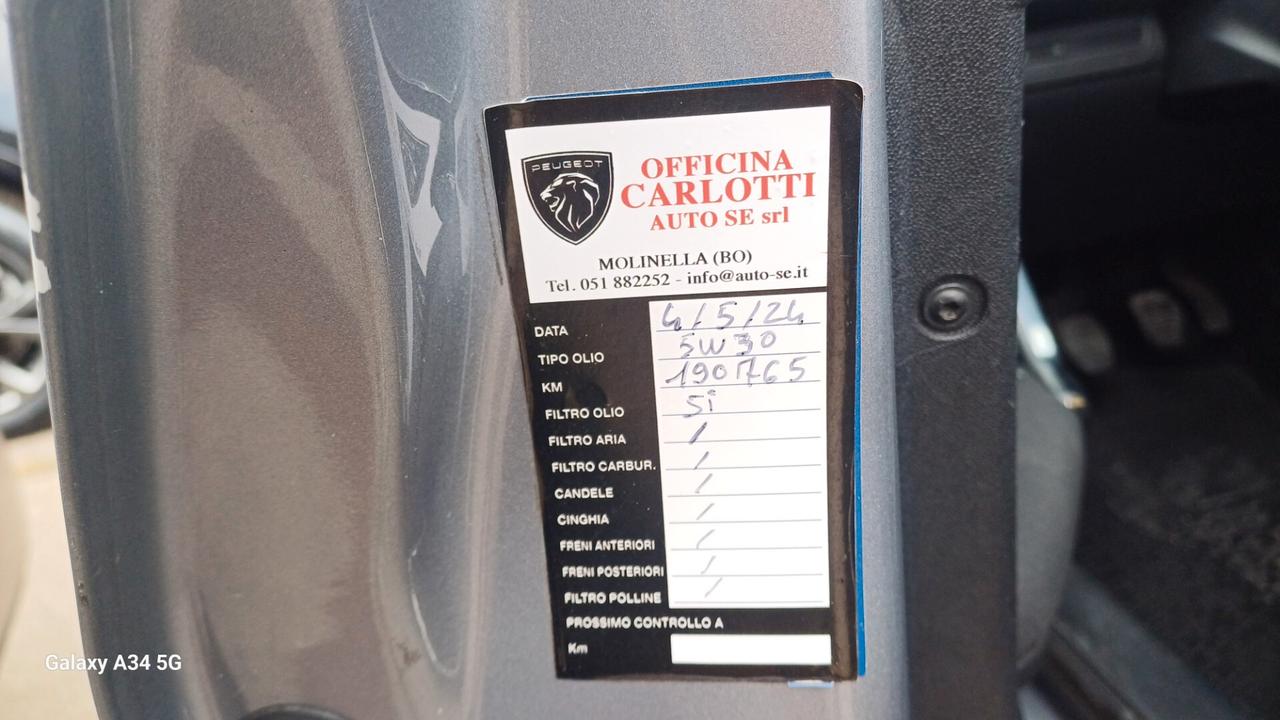 PEUGEOT
OFFICINA
CARLOTTI
AUTO SE srl
MOLINELLA (BO)
Tel. 051 882252 - info@auto-se.it
DATA 4/5/24
TIPO OLIO 5W30
KM 190765
FILTRO OLIO Si
FILTRO ARIA /
FILTRO CARBUR. /
CANDELE /
CINGHIA /
FRENI ANTERIORI /
FRENI POSTERIORI /
FILTRO POLLINE /
PROSSIMO CONTROLLO A
Km
Galaxy A34 5G